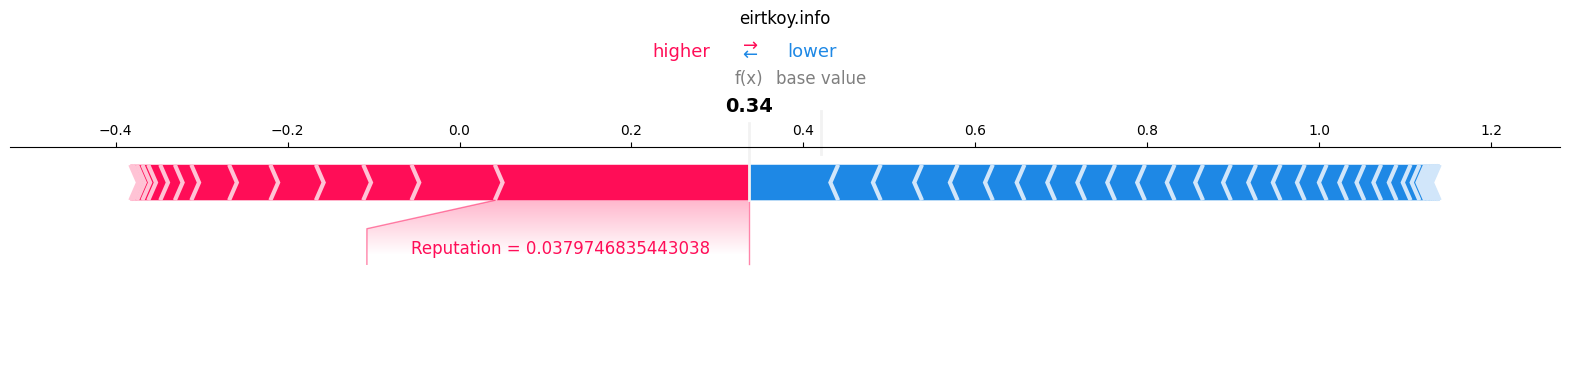 eirtkoy.info
higher ⇄ lower
f(x) base value
0.34
−0.4 −0.2 0.0 0.2 0.4 0.6 0.8 1.0 1.2
Reputation = 0.0379746835443038